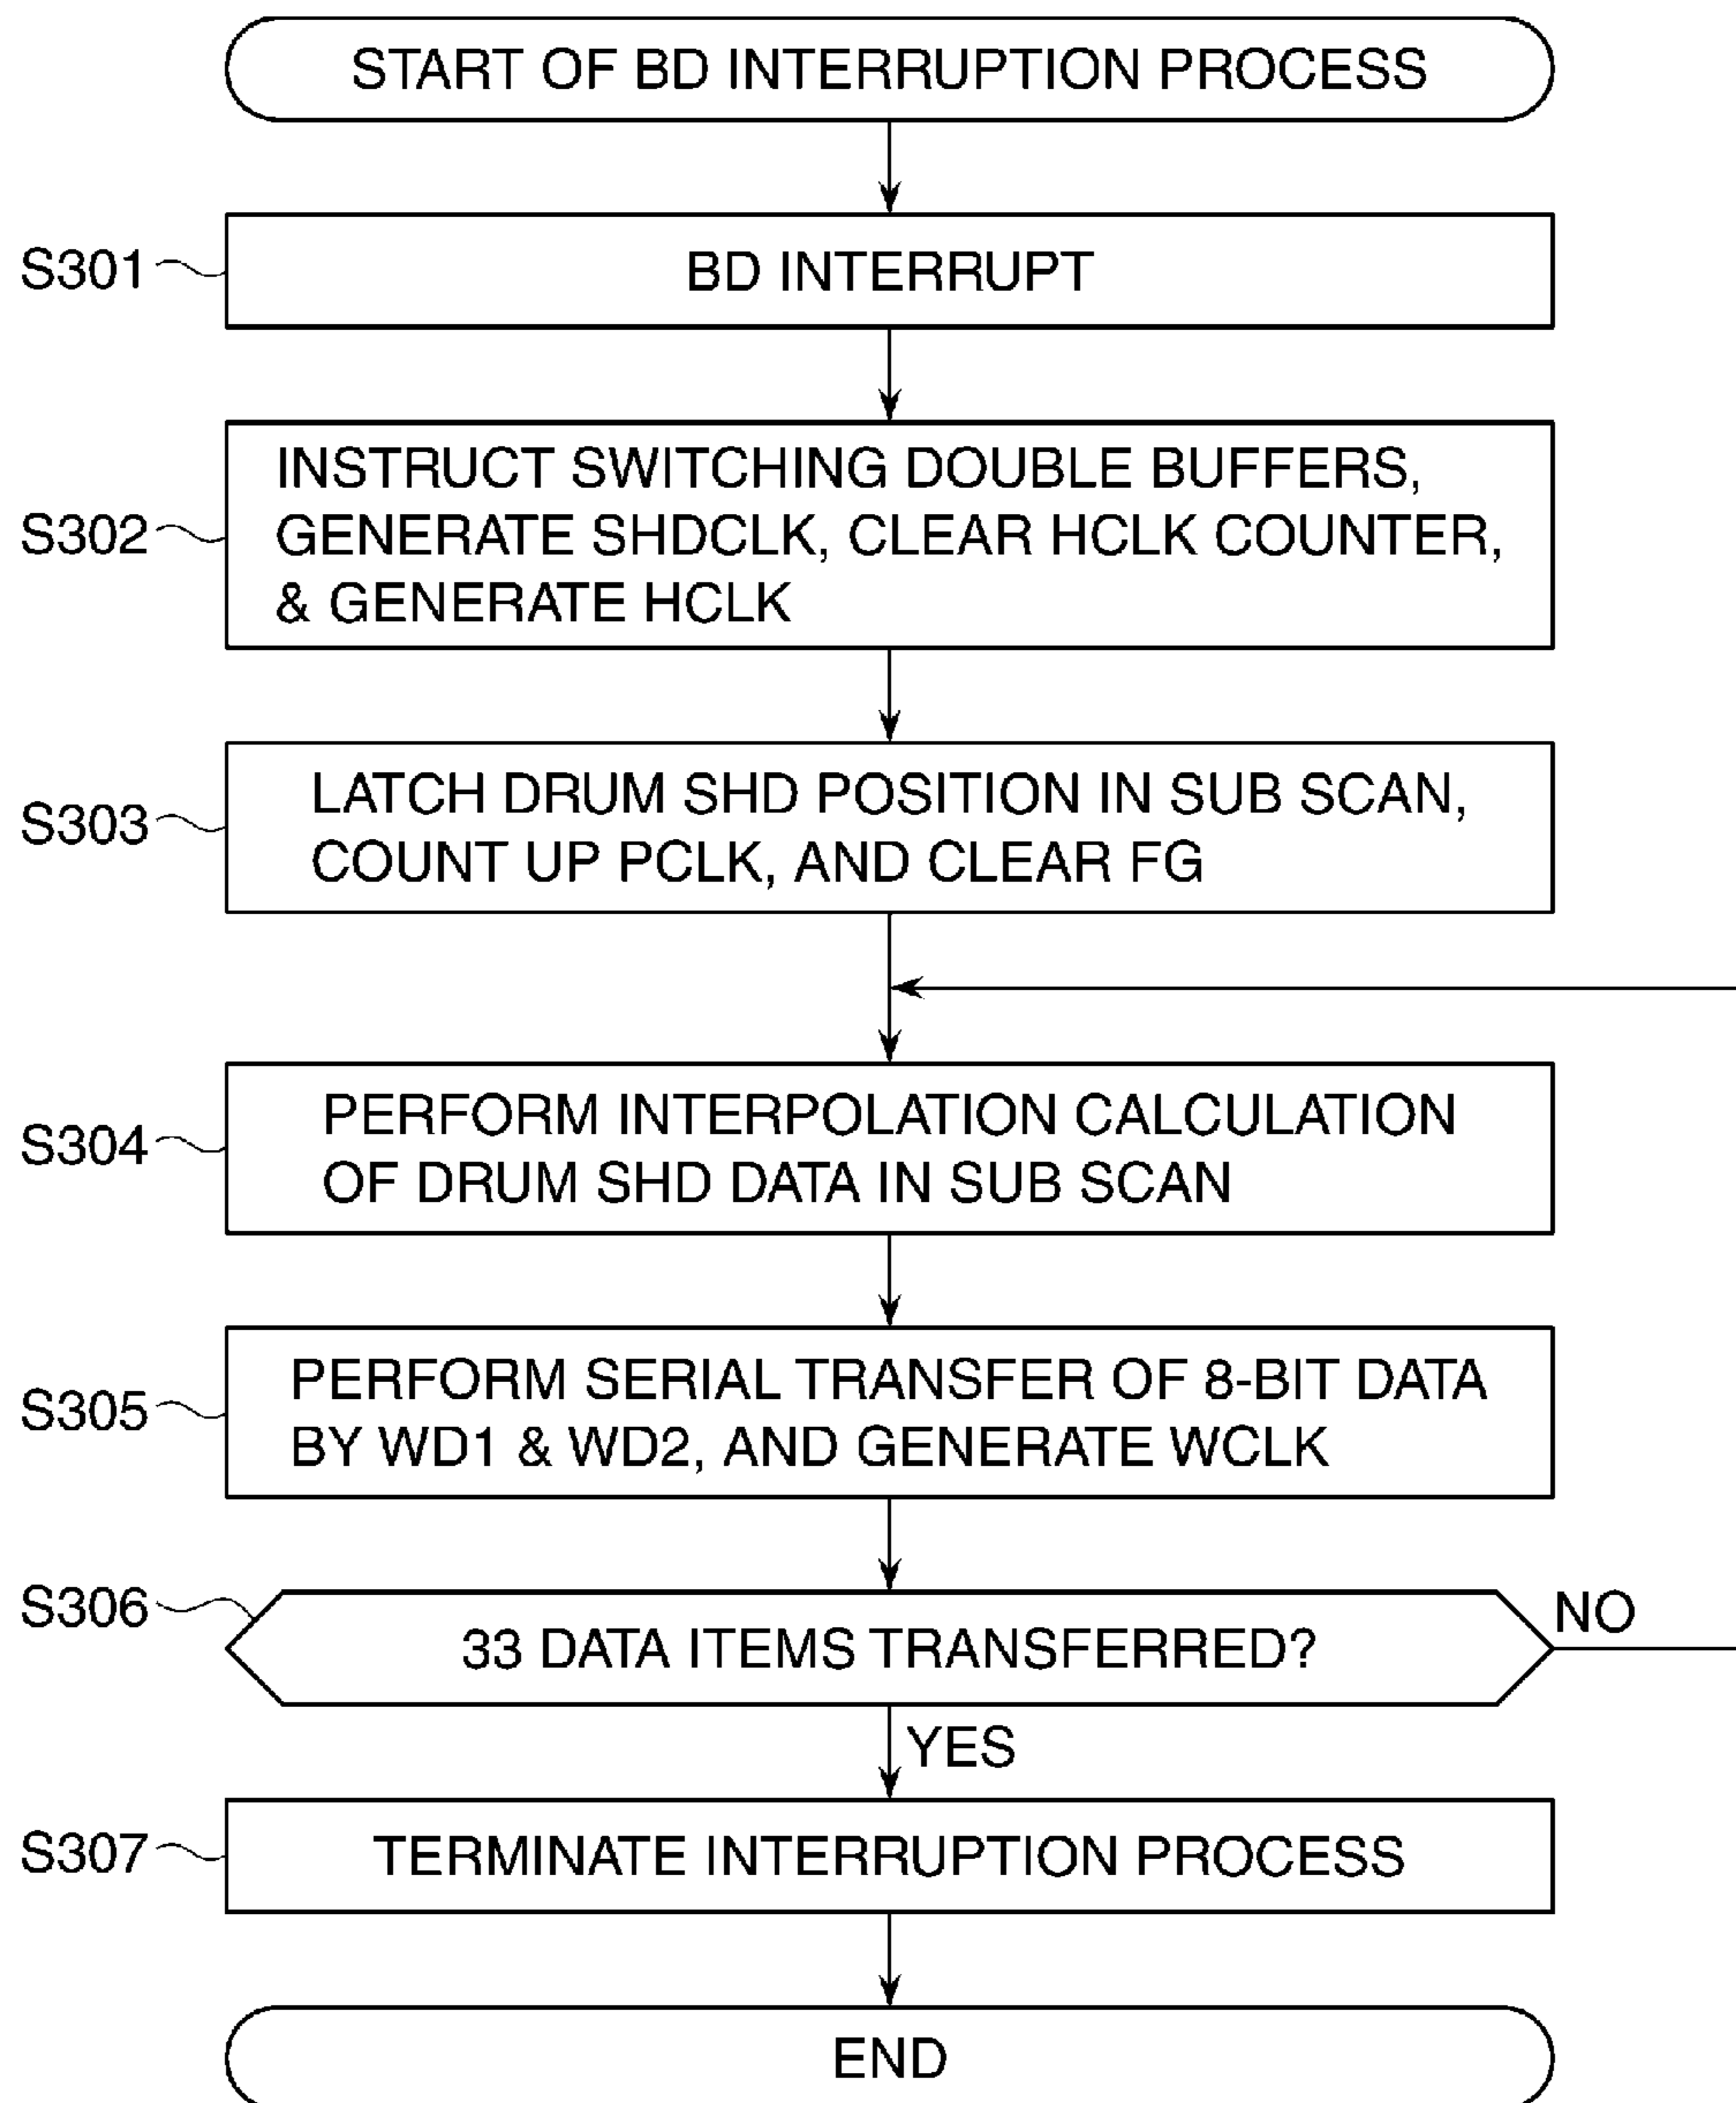 START OF BD INTERRUPTION PROCESS
S301
BD INTERRUPT
S302
INSTRUCT SWITCHING DOUBLE BUFFERS,
GENERATE SHDCLK, CLEAR HCLK COUNTER,
& GENERATE HCLK
S303
LATCH DRUM SHD POSITION IN SUB SCAN,
COUNT UP PCLK, AND CLEAR FG
S304
PERFORM INTERPOLATION CALCULATION
OF DRUM SHD DATA IN SUB SCAN
S305
PERFORM SERIAL TRANSFER OF 8-BIT DATA
BY WD1 & WD2, AND GENERATE WCLK
S306
33 DATA ITEMS TRANSFERRED?
NO
YES
S307
TERMINATE INTERRUPTION PROCESS
END